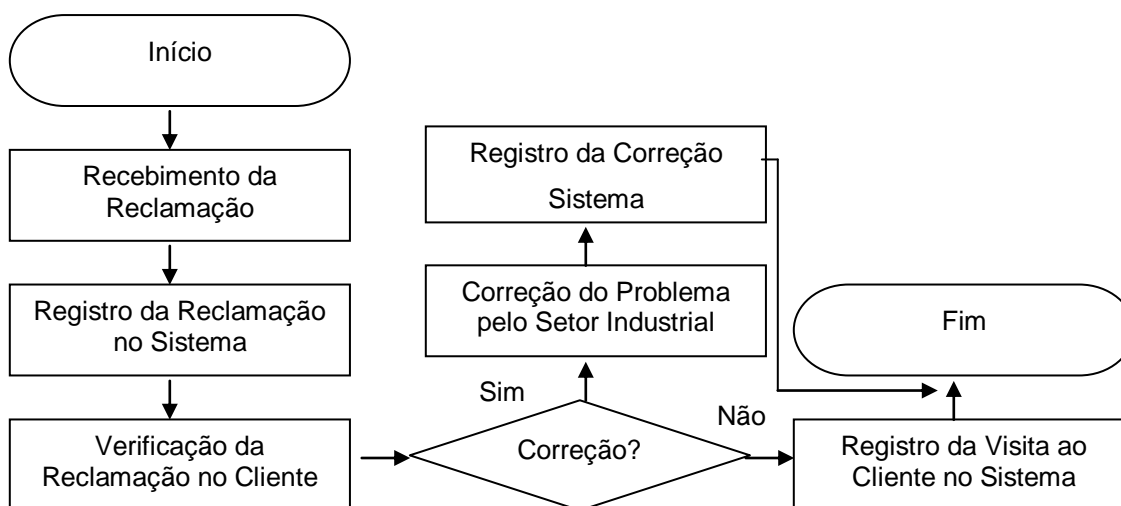 Início
Recebimento da
Reclamação
Registro da Reclamação
no Sistema
Verificação da
Reclamação no Cliente
Correção?
Sim
Correção do Problema
pelo Setor Industrial
Registro da Correção
Sistema
Não
Registro da Visita ao
Cliente no Sistema
Fim